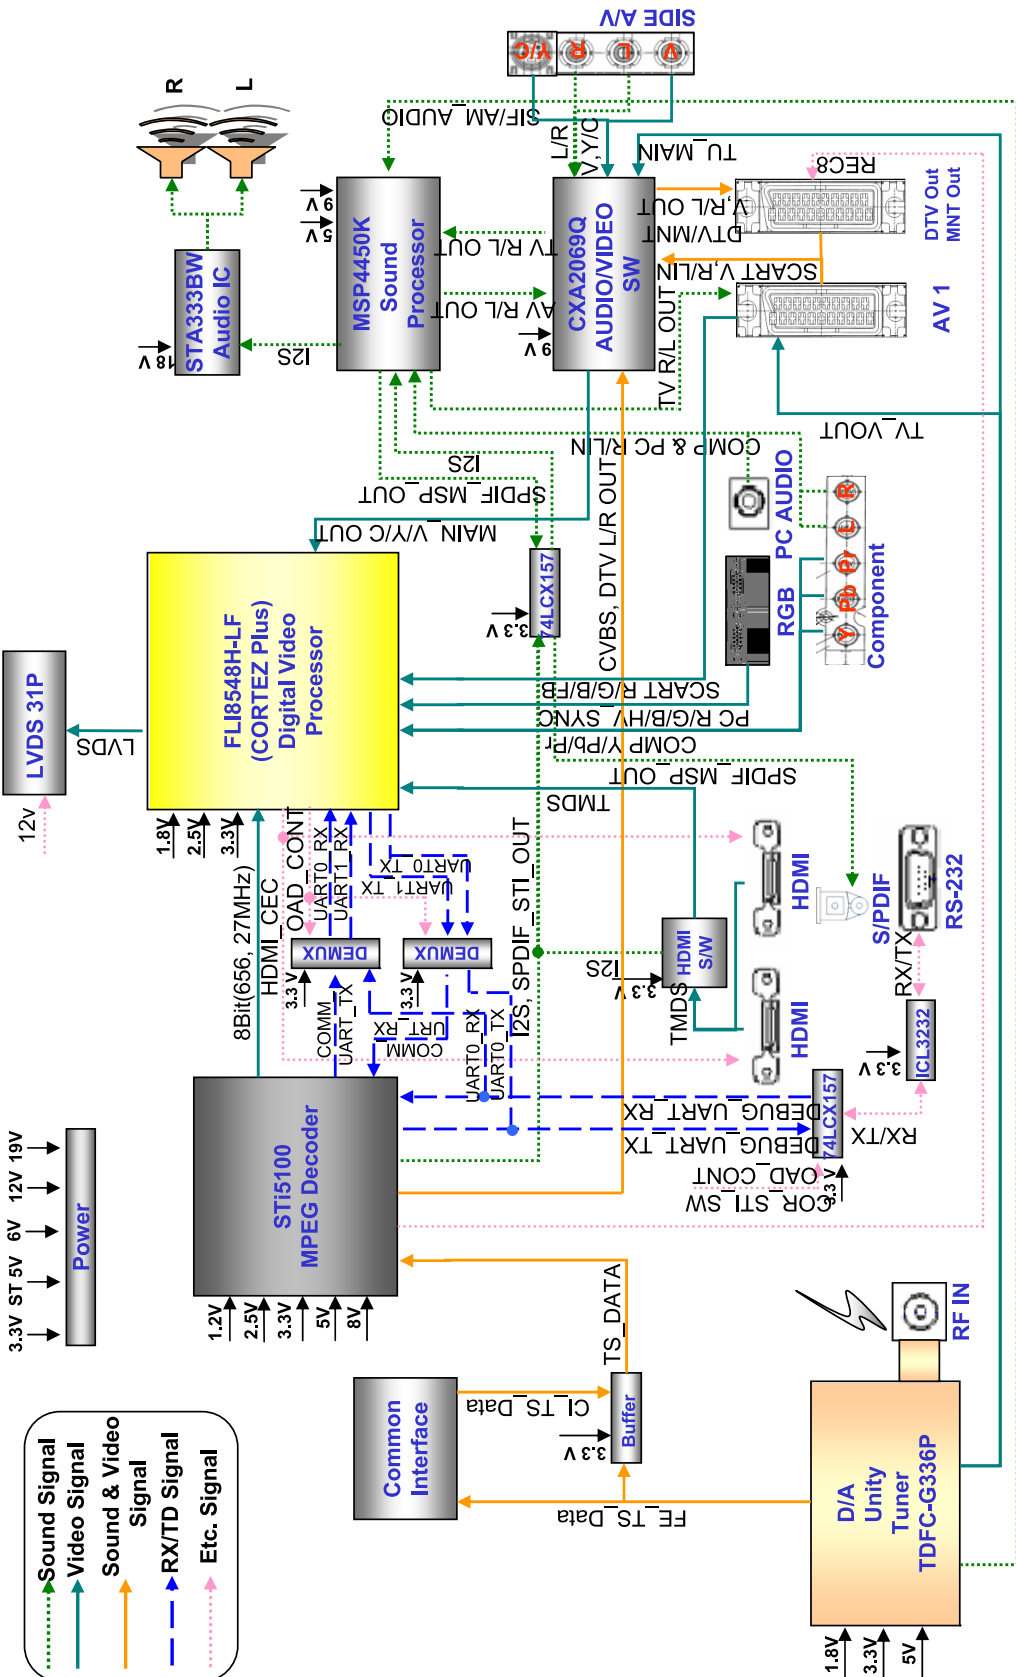 Sound Signal
Video Signal
Sound & Video
Signal
RX/TD Signal
Etc. Signal
3.3V
ST 5V
6V
12V
19V
Power
12v
LVDS 31P
LVDS
18 V
STA333BW
Audio IC
R
L
I2S
9 V
5 V
MSP4450K
Sound
Processor
SIF/AM_AUDIO
SIDE A/V
Y/C
R
L
V
L/R
V,Y/C
TU_MAIN
TV R/L OUT
AV R/L OUT
9 V
CXA2069Q
AUDIO/VIDEO
SW
V,R/L OUT
DTV/MNT
SCART V,R/LIN
TV R/L OUT
REC8
DTV Out
MNT Out
AV 1
TV_VOUT
1.8V
2.5V
3.3V
FLI8548H-LF
(CORTEZ Plus)
Digital Video
Processor
I2S
SPDIF_MSP_OUT
MAIN_V/Y/C OUT
COMP & PC R/LIN
3.3 V
74LCX157
CVBS, DTV L/R OUT
SCART R/G/B/FB
PC R/G/B/HV_SYNC
COMP Y/Pb/Pr
SPDIF_MSP_OUT
TMDS
RGB
PC AUDIO
Y
Pb
Pr
L
R
Component
8Bit(656, 27MHz)
HDMI_CEC
OAD_CONT
UART0_RX
UART1_RX
UART0_TX
UART1_TX
3.3 V
DEMUX
3.3 V
DEMUX
COMM_
UART_TX
COMM_
URT_RX
UART0_RX
UART0_TX
I2S, SPDIF_STI_OUT
I2S
3.3 V
HDMI
S/W
TMDS
HDMI
HDMI
S/PDIF
RS-232
RX/TX
3.3 V
ICL3232
RX/TX
74LCX157
3.3 V
DEBUG_UART_RX
DEBUG_UART_TX
OAD_CONT
COR_STI_SW
1.2V
2.5V
3.3V
5V
8V
STi5100
MPEG Decoder
TS_DATA
Common
Interface
CI_TS_Data
3.3 V
Buffer
FE_TS_Data
1.8V
3.3V
5V
D/A
Unity
Tuner
TDFC-G336P
RF IN